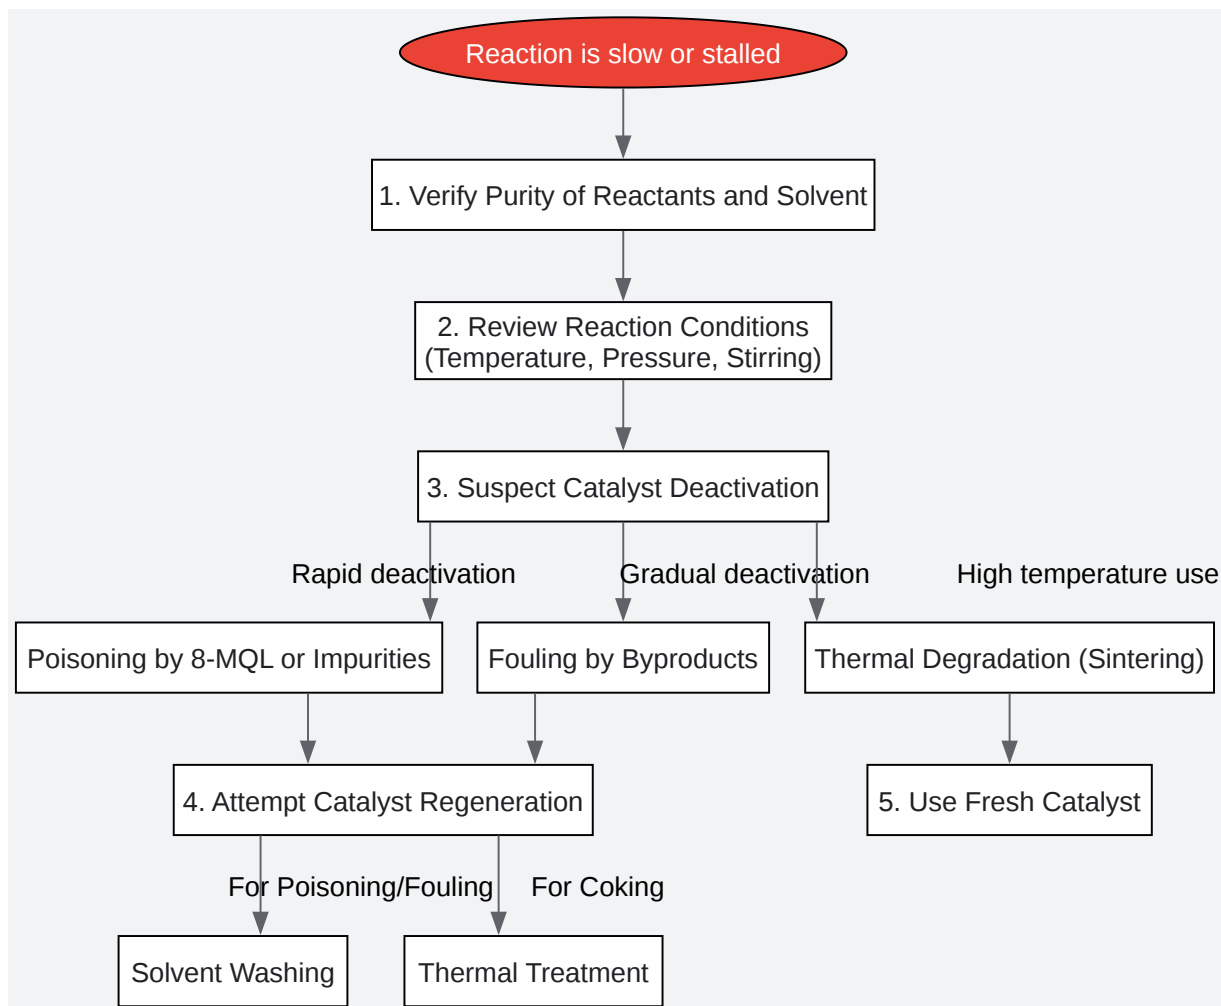 Reaction is slow or stalled
1. Verify Purity of Reactants and Solvent
2. Review Reaction Conditions
(Temperature, Pressure, Stirring)
3. Suspect Catalyst Deactivation
Rapid deactivation
Gradual deactivation
High temperature use
Poisoning by 8-MQL or Impurities
Fouling by Byproducts
Thermal Degradation (Sintering)
4. Attempt Catalyst Regeneration
5. Use Fresh Catalyst
For Poisoning/Fouling
For Coking
Solvent Washing
Thermal Treatment